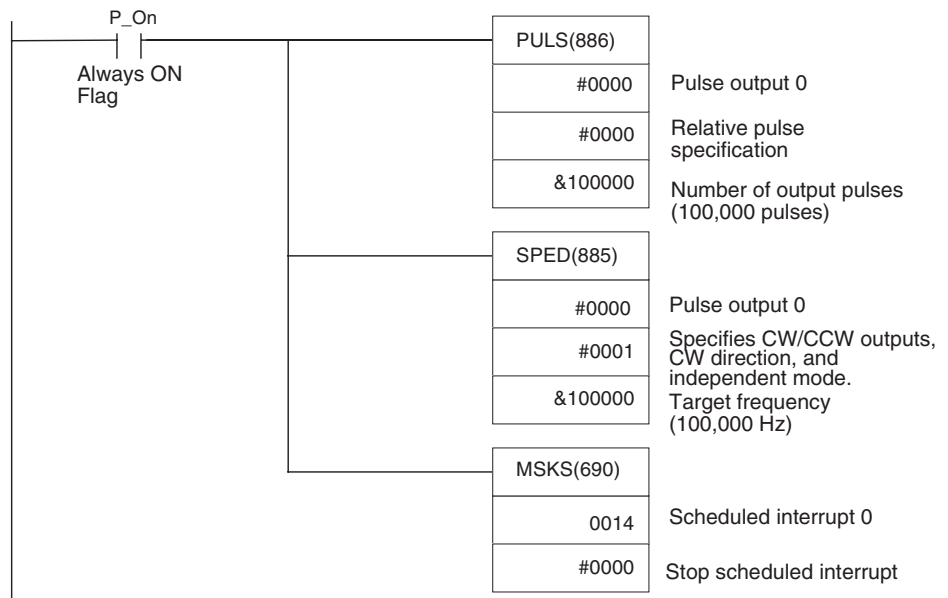 P_On
Always ON
Flag
PULS(886)
#0000 Pulse output 0
#0000 Relative pulse
specification
&100000 Number of output pulses
(100,000 pulses)
SPED(885)
#0000 Pulse output 0
#0001 Specifies CW/CCW outputs,
CW direction, and
independent mode.
&100000 Target frequency
(100,000 Hz)
MSKS(690)
0014 Scheduled interrupt 0
#0000 Stop scheduled interrupt